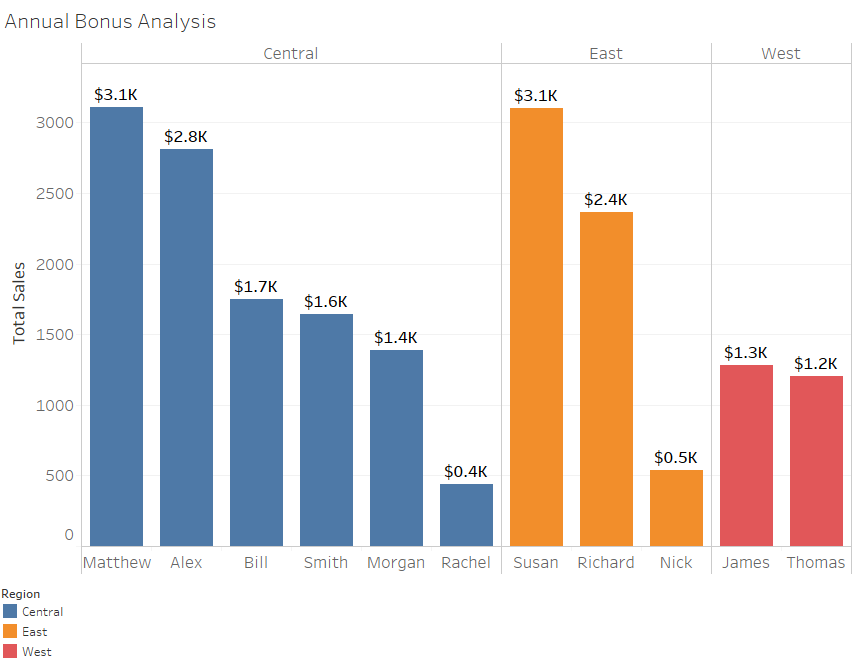 Annual Bonus Analysis
Central East West
$3.1K $2.8K $1.7K $1.6K $1.4K $0.4K $3.1K $2.4K $0.5K $1.3K $1.2K
Total Sales
3000
2500
2000
1500
1000
500
0
Matthew Alex Bill Smith Morgan Rachel Susan Richard Nick James Thomas
Region
Central
East
West